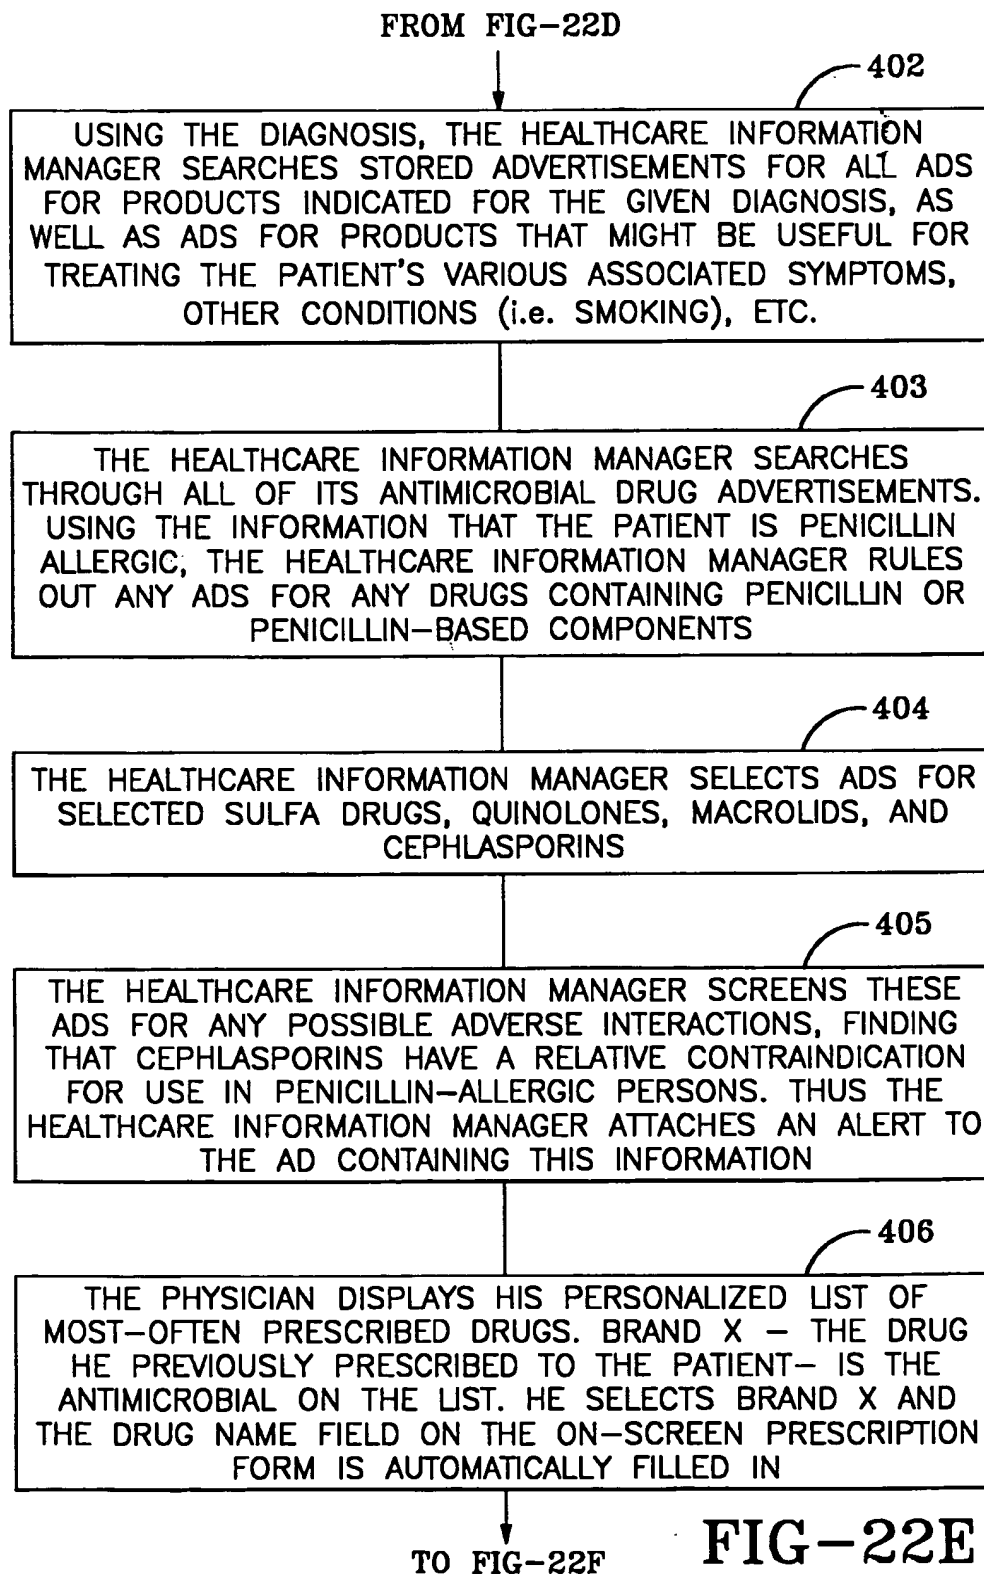 FROM FIG-22D
402
USING THE DIAGNOSIS, THE HEALTHCARE INFORMATION
MANAGER SEARCHES STORED ADVERTISEMENTS FOR ALL ADS
FOR PRODUCTS INDICATED FOR THE GIVEN DIAGNOSIS, AS
WELL AS ADS FOR PRODUCTS THAT MIGHT BE USEFUL FOR
TREATING THE PATIENT'S VARIOUS ASSOCIATED SYMPTOMS,
OTHER CONDITIONS (i.e. SMOKING), ETC.
403
THE HEALTHCARE INFORMATION MANAGER SEARCHES
THROUGH ALL OF ITS ANTIMICROBIAL DRUG ADVERTISEMENTS.
USING THE INFORMATION THAT THE PATIENT IS PENICILLIN
ALLERGIC, THE HEALTHCARE INFORMATION MANAGER RULES
OUT ANY ADS FOR ANY DRUGS CONTAINING PENICILLIN OR
PENICILLIN-BASED COMPONENTS
404
THE HEALTHCARE INFORMATION MANAGER SELECTS ADS FOR
SELECTED SULFA DRUGS, QUINOLONES, MACROLIDS, AND
CEPHLASPORINS
405
THE HEALTHCARE INFORMATION MANAGER SCREENS THESE
ADS FOR ANY POSSIBLE ADVERSE INTERACTIONS, FINDING
THAT CEPHLASPORINS HAVE A RELATIVE CONTRAINDICATION
FOR USE IN PENICILLIN-ALLERGIC PERSONS. THUS THE
HEALTHCARE INFORMATION MANAGER ATTACHES AN ALERT TO
THE AD CONTAINING THIS INFORMATION
406
THE PHYSICIAN DISPLAYS HIS PERSONALIZED LIST OF
MOST-OFTEN PRESCRIBED DRUGS. BRAND X - THE DRUG
HE PREVIOUSLY PRESCRIBED TO THE PATIENT- IS THE
ANTIMICROBIAL ON THE LIST. HE SELECTS BRAND X AND
THE DRUG NAME FIELD ON THE ON-SCREEN PRESCRIPTION
FORM IS AUTOMATICALLY FILLED IN
TO FIG-22F
FIG-22E